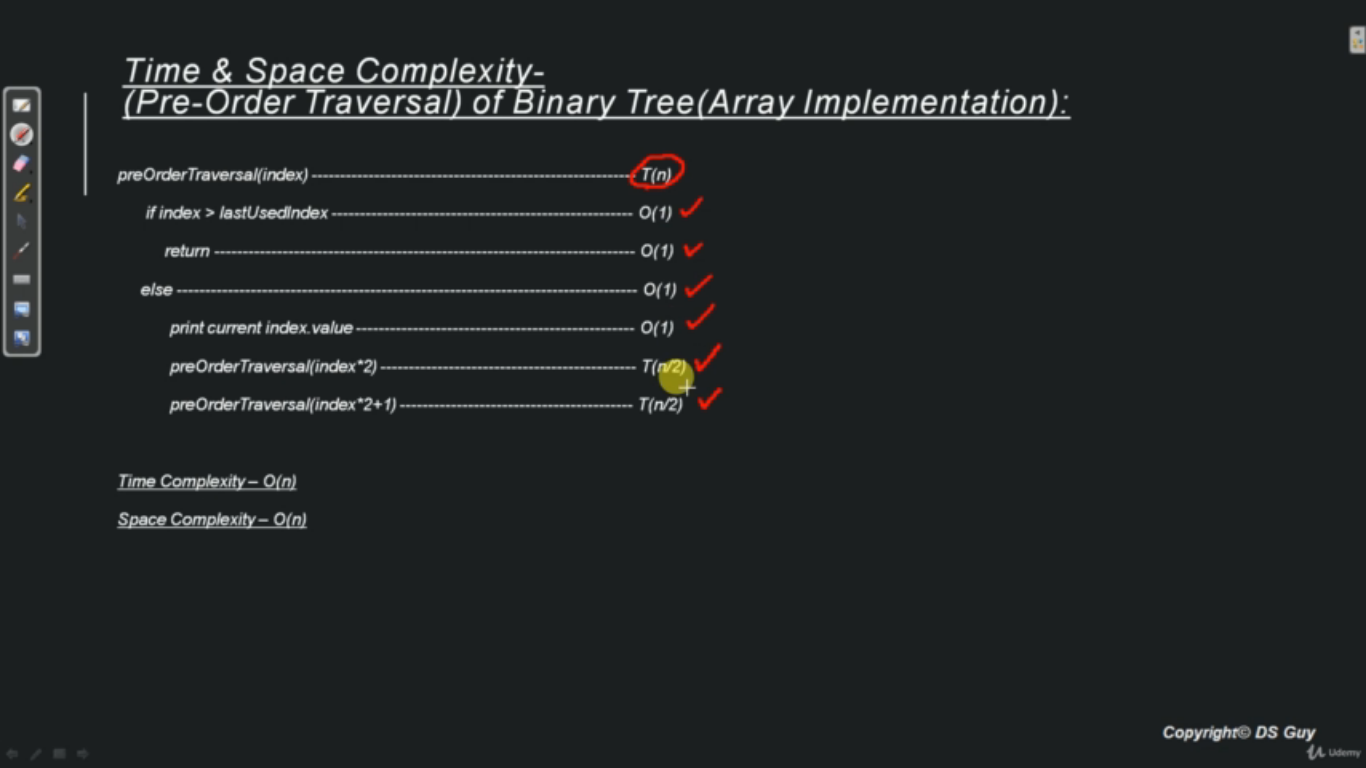 Time & Space Complexity-
(Pre-Order Traversal) of Binary Tree(Array Implementation):
preOrderTraversal(index) ---------------------------------------------------------- T(n)
if index > lastUsedIndex ------------------------------------------------------ O(1)
return --------------------------------------------------------------------------- O(1)
else ---------------------------------------------------------------------------------- O(1)
print current index.value -------------------------------------------------- O(1)
preOrderTraversal(index*2) ---------------------------------------------- T(n/2)
preOrderTraversal(index*2+1) ------------------------------------------ T(n/2)
Time Complexity – O(n)
Space Complexity – O(n)
Copyright© DS Guy
Udemy